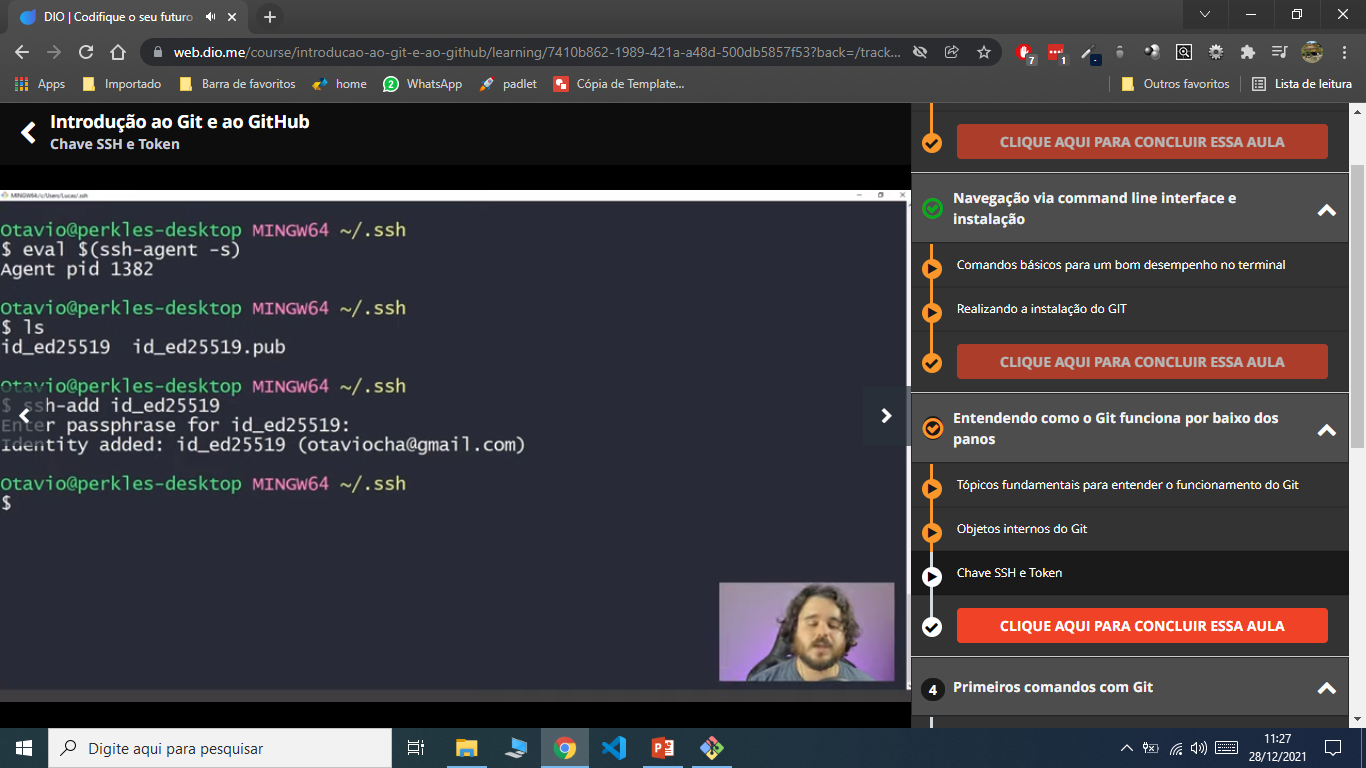 DIO | Codifique o seu futuro
web.dio.me/course/introducao-ao-git-e-ao-github/learning/7410b862-1989-421a-a48d-500db5857f53?back=/track...
7
1
Apps
Importado
Barra de favoritos
home
2
WhatsApp
padlet
Cópia de Template...
Outros favoritos
Lista de leitura
Introdução ao Git e ao GitHub
Chave SSH e Token
MINGW64:/c/Users/Lucas/.ssh
Otavio@perkles-desktop MINGW64 ~/.ssh
$ eval $(ssh-agent -s)
Agent pid 1382
Otavio@perkles-desktop MINGW64 ~/.ssh
$ ls
id_ed25519 id_ed25519.pub
Otavio@perkles-desktop MINGW64 ~/.ssh
$ ssh-add id_ed25519
Enter passphrase for id_ed25519:
Identity added: id_ed25519 (otaviocha@gmail.com)
Otavio@perkles-desktop MINGW64 ~/.ssh
$
CLIQUE AQUI PARA CONCLUIR ESSA AULA
Navegação via command line interface e
instalação
Comandos básicos para um bom desempenho no terminal
Realizando a instalação do GIT
CLIQUE AQUI PARA CONCLUIR ESSA AULA
Entendendo como o Git funciona por baixo dos
panos
Tópicos fundamentais para entender o funcionamento do Git
Objetos internos do Git
Chave SSH e Token
CLIQUE AQUI PARA CONCLUIR ESSA AULA
4
Primeiros comandos com Git
Digite aqui para pesquisar
11:27
28/12/2021